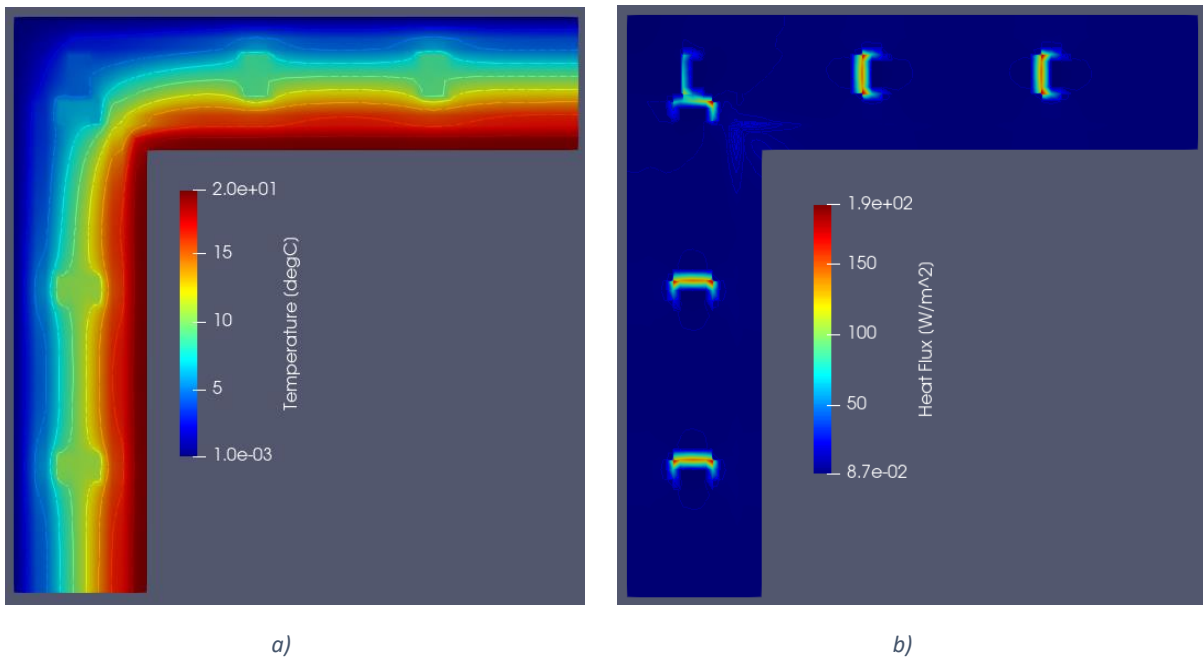 2.0e+01
15
10
5
1.0e-03
Temperature (degC)
1.9e+02
150
100
50
8.7e-02
Heat Flux (W/m^2)
a)
b)